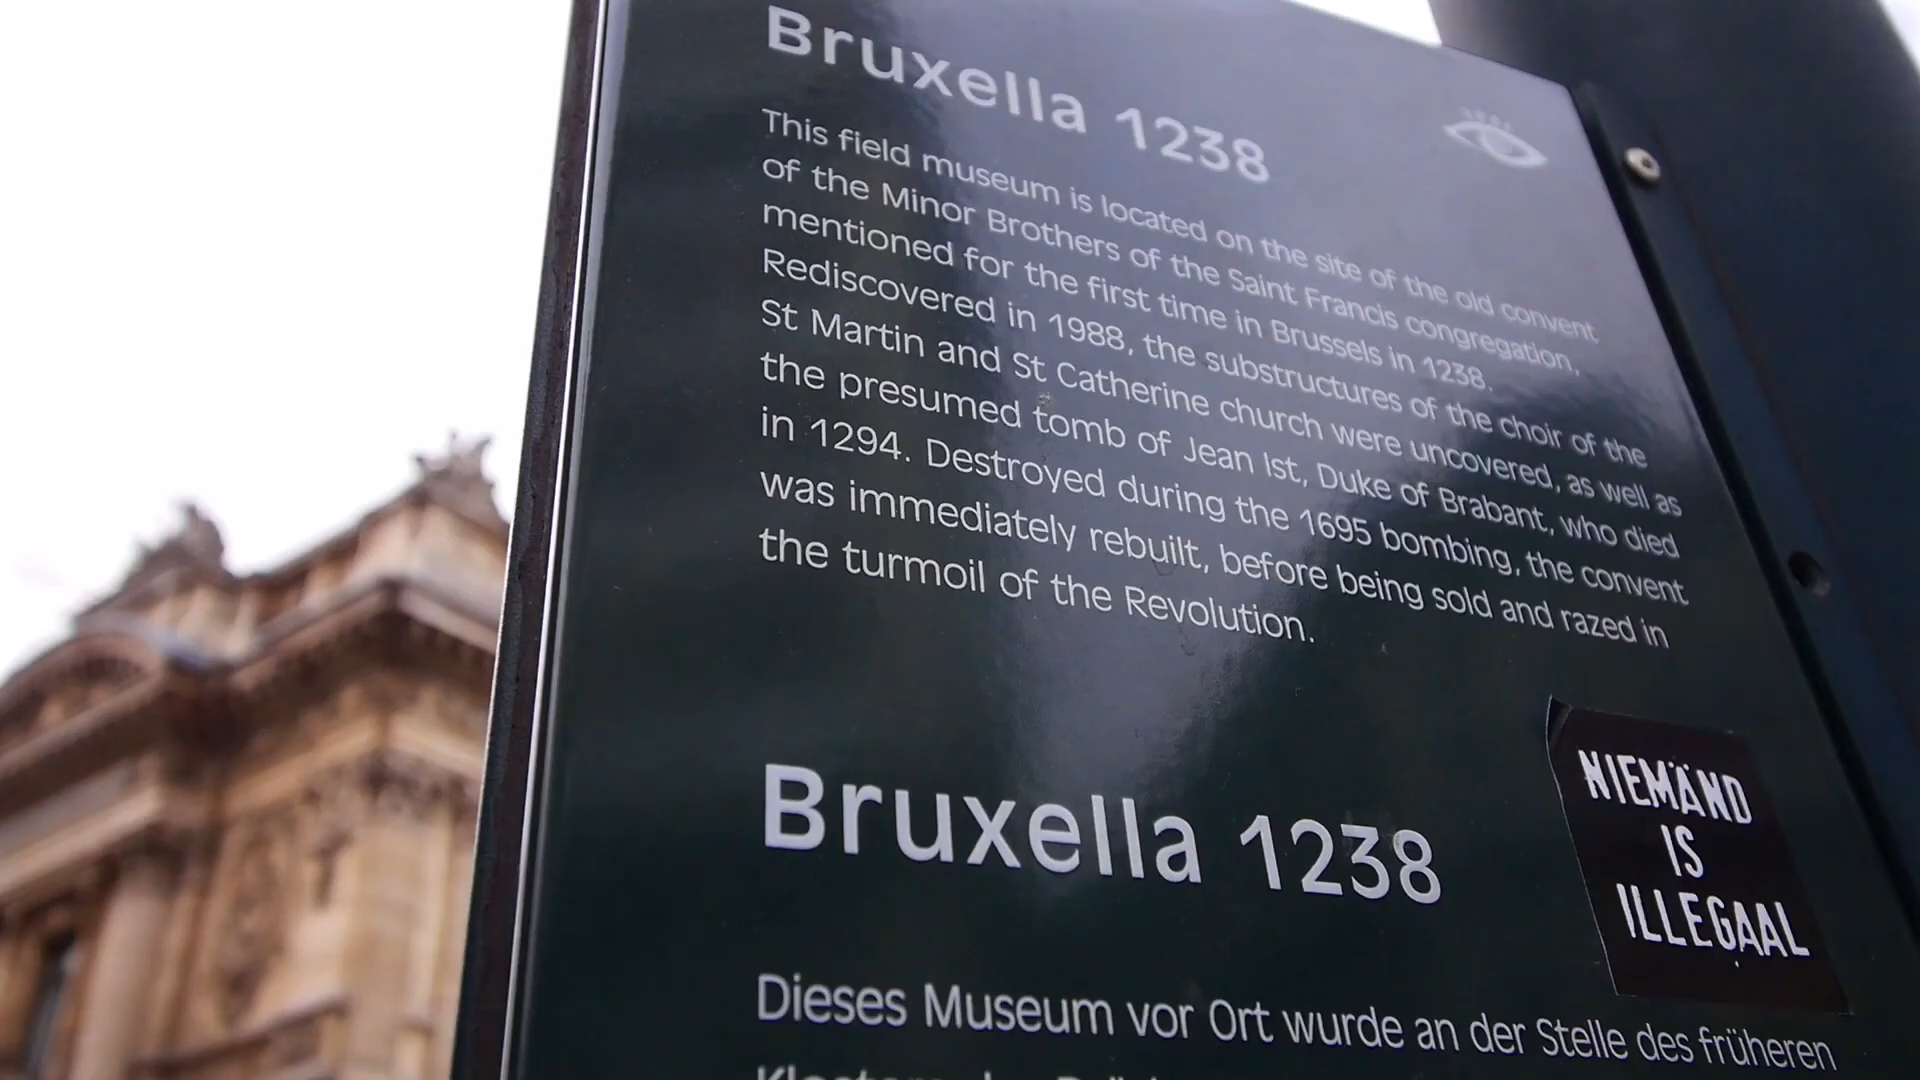 Bruxella 1238
This field museum is located on the site of the old convent
of the Minor Brothers of the Saint Francis congregation,
mentioned for the first time in Brussels in 1238.
Rediscovered in 1988, the substructures of the choir of the
St Martin and St Catherine church were uncovered, as well as
the presumed tomb of Jean Ist, Duke of Brabant, who died
in 1294. Destroyed during the 1695 bombing, the convent
was immediately rebuilt, before being sold and razed in
the turmoil of the Revolution.
NIEMAND
IS
ILLEGAAL
Bruxella 1238
Dieses Museum vor Ort wurde an der Stelle des früheren